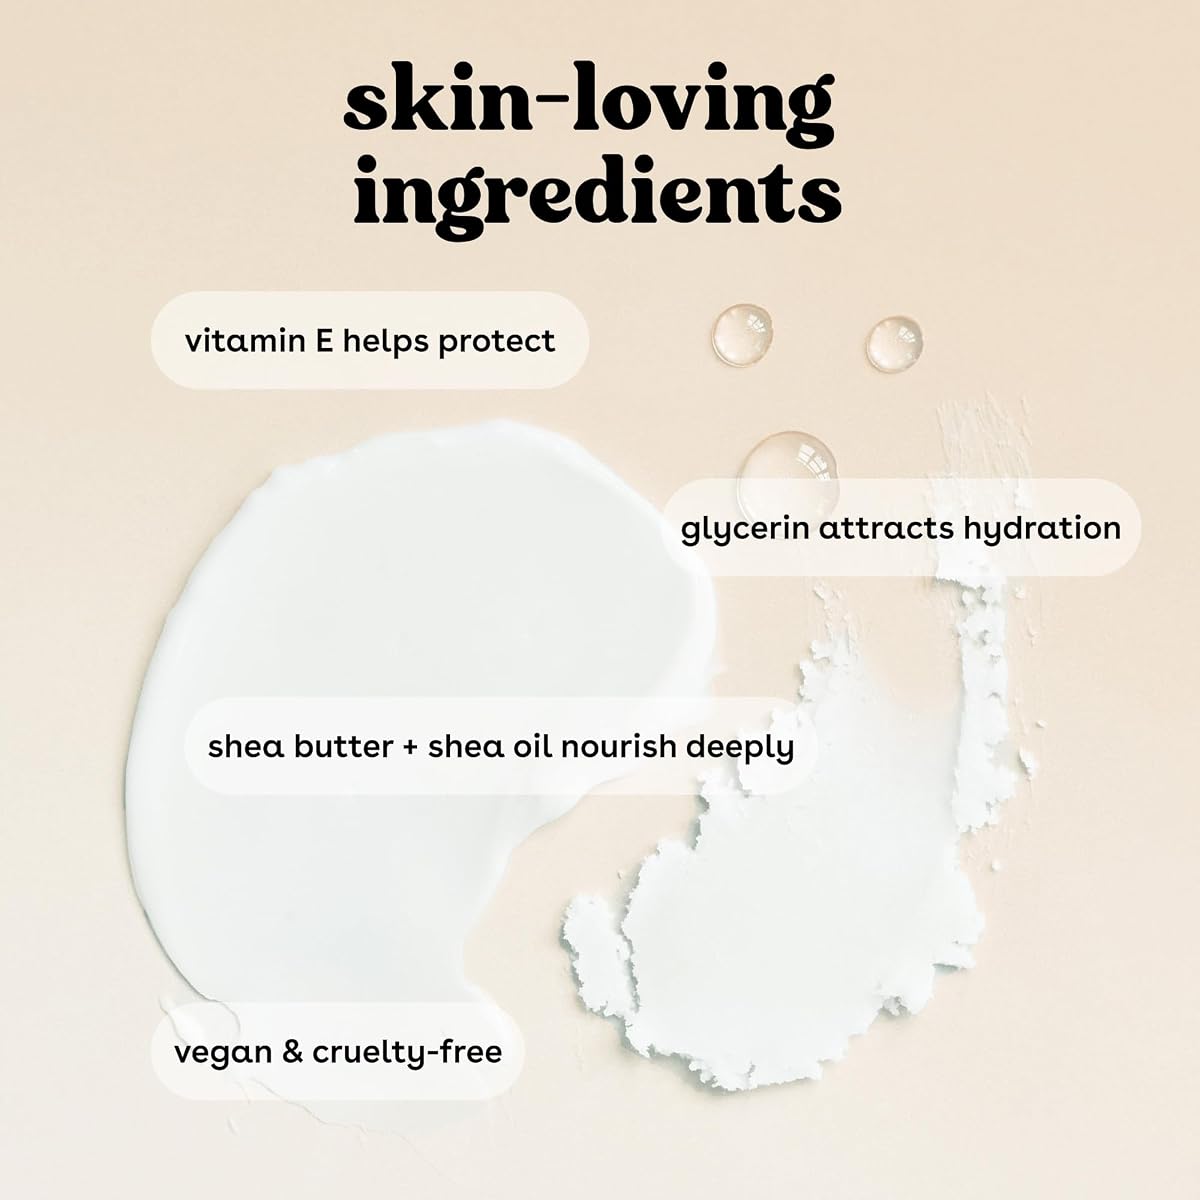 skin-loving
ingredients
vitamin E helps protect
glycerin attracts hydration
shea butter + shea oil nourish deeply
vegan & cruelty-free